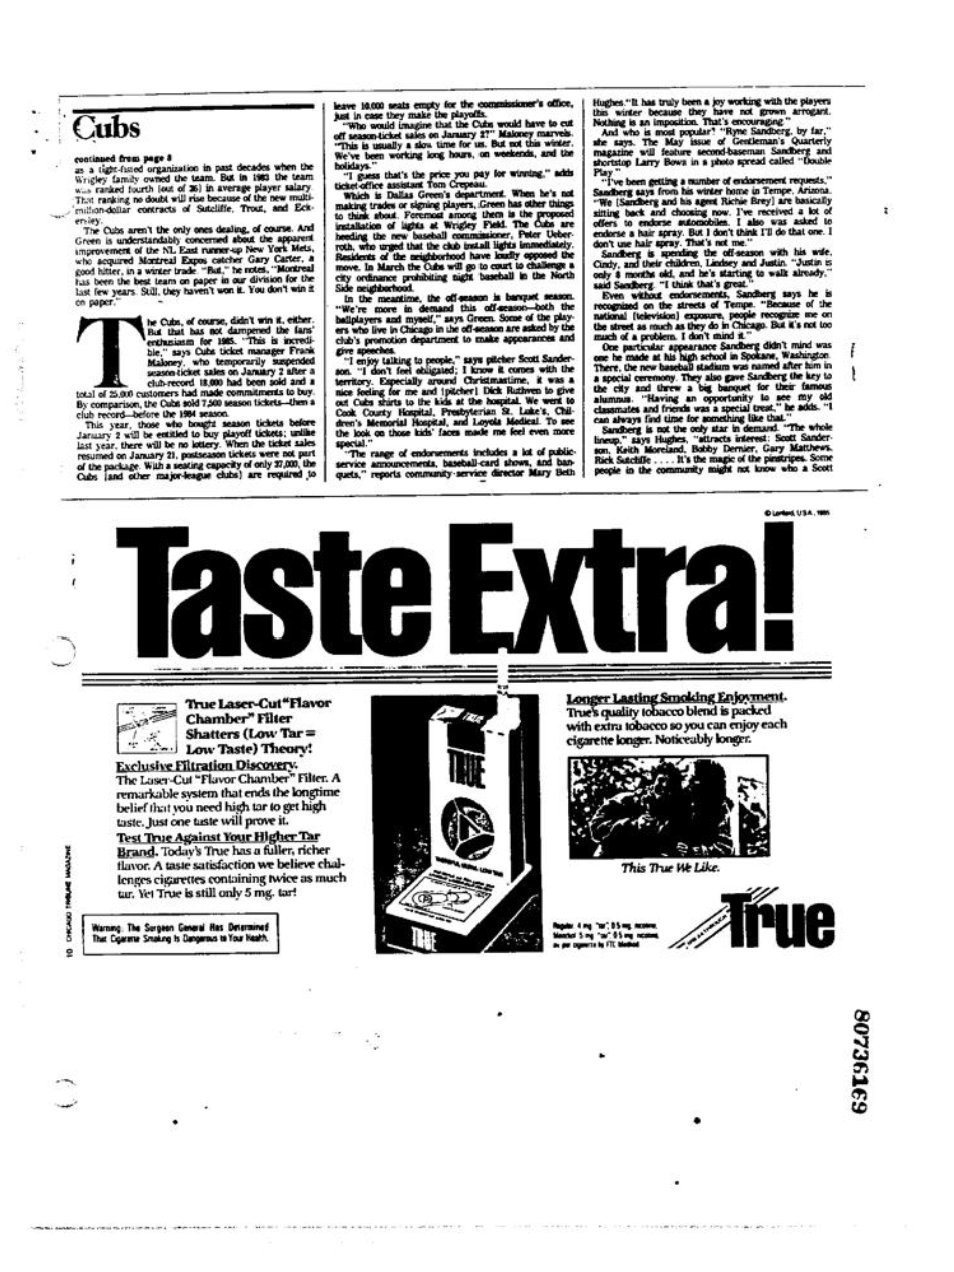 Cubs
continued from page 8
as a tight-fisted organization in past decades when the
Wrigley family owned the team. But in 1983 the team
was ranked fourth [out of 26] in average player salary.
That ranking no doubt will rise because of the new multi-
million-dollar contracts of Sutcliffe, Trout, and Eck-
ersley.
The Cubs aren't the only ones dealing, of course. And
Green is understandably concerned about the apparent
improvement of the NL East runner-up New York Mets,
who acquired Montreal Expos catcher Gary Carter, a
good hitter, in a winter trade. "But," he notes, "Montreal
has been the best team on paper in our division for the
last few years. Still, they haven't won it. You don't win it
on paper."
The Cubs, of course, didn't win it, either.
But that has not dampened the fans'
enthusiasm for 1985. "This is incredi-
ble," says Cubs ticket manager Frank
Maloney, who temporarily suspended
season-ticket sales on January 2 after a
club-record 18,000 had been sold and a
total of 25,000 customers had made commitments to buy.
By comparison, the Cubs sold 7,500 season tickets—then a
club record—before the 1984 season.
This year, those who bought season tickets before
January 2 will be entitled to buy playoff tickets; unlike
last year, there will be no lottery. When the ticket sales
resumed on January 21, postseason tickets were not part
of the package. With a seating capacity of only 37,000, the
Cubs [and other major-league clubs] are required to
leave 10,000 seats empty for the commissioner's office,
just in case they make the playoffs.
"Who would imagine that the Cubs would have to cut
off season-ticket sales on January 2?" Maloney marvels.
"This is usually a slow time for us. But not this winter.
We've been working long hours, on weekends, and the
holidays."
"I guess that's the price you pay for winning," adds
ticket-office assistant Tom Crepeau.
Which is Dallas Green's department. When he's not
making trades or signing players, Green has other things
to think about. Foremost among them is the proposed
installation of lights at Wrigley Field. The Cubs are
heeding the new baseball commissioner, Peter Ueber-
roth, who urged that the club install lights immediately.
Residents of the neighborhood have loudly opposed the
move. In March the Cubs will go to court to challenge a
city ordinance prohibiting night baseball in the North
Side neighborhood.
In the meantime, the off-season is banquet season.
"We're more in demand this off-season—both the
ballplayers and myself," says Green. Some of the play-
ers who live in Chicago in the off-season are asked by the
club's promotion department to make appearances and
give speeches.
"I enjoy talking to people," says pitcher Scott Sander-
son. "I don't feel obligated; I know it comes with the
territory. Especially around Christmastime, it was a
nice feeling for me and [pitcher] Dick Ruthven to give
out Cubs shirts to the kids at the hospital. We went to
Cook County Hospital, Presbyterian St. Luke's, Chil-
dren's Memorial Hospital, and Loyola Medical. To see
the look on those kids' faces made me feel even more
special."
"The range of endorsements includes a lot of public-
service announcements, baseball-card shows, and ban-
quets," reports community-service director Mary Beth
Hughes. "It has truly been a joy working with the players
this winter because they have not grown arrogant.
Nothing is an imposition. That's encouraging."
And who is most popular? "Ryne Sandberg, by far,"
she says. The May issue of Gentleman's Quarterly
magazine will feature second-baseman Sandberg and
shortstop Larry Bowa in a photo spread called "Double
Play."
"I've been getting a number of endorsement requests,"
Sandberg says from his winter home in Tempe, Arizona.
"We [Sandberg and his agent Richie Brey] are basically
sitting back and choosing now. I've received a lot of
offers to endorse automobiles. I also was asked to
endorse a hair spray. But I don't think I'll do that one. I
don't use hair spray. That's not me."
Sandberg is spending the off-season with his wife,
Cindy, and their children, Lindsey and Justin. "Justin is
only 8 months old, and he's starting to walk already,"
said Sandberg. "I think that's great."
Even without endorsements, Sandberg says he is
recognized on the streets of Tempe. "Because of the
national [television] exposure, people recognize me on
the street as much as they do in Chicago. But it's not too
much of a problem. I don't mind it."
One particular appearance Sandberg didn't mind was
one he made at his high school in Spokane, Washington.
There, the new baseball stadium was named after him in
a special ceremony. They also gave Sandberg the key to
the city and threw a big banquet for their famous
alumnus. "Having an opportunity to see my old
classmates and friends was a special treat," he adds. "I
can always find time for something like that."
Sandberg is not the only star in demand. "The whole
lineup," says Hughes, "attracts interest: Scott Sander-
son, Keith Moreland, Bobby Dernier, Gary Matthews,
Rick Sutcliffe . . . . It's the magic of the pinstripes. Some
people in the community might not know who a Scott
© Lorillard, U.S.A., 1985
Taste Extra!
True Laser-Cut "Flavor
Chamber" Filter
Shatters (Low Tar =
Low Taste) Theory!
Exclusive Filtration Discovery.
The Laser-Cut "Flavor Chamber" Filter. A
remarkable system that ends the longtime
belief that you need high tar to get high
taste. Just one taste will prove it.
Test True Against Your Higher Tar
Brand. Today's True has a fuller, richer
flavor. A taste satisfaction we believe chal-
lenges cigarettes containing twice as much
tar. Yet True is still only 5 mg. tar!
Warning: The Surgeon General Has Determined
That Cigarette Smoking Is Dangerous to Your Health.
TRUE
TRUE
Longer Lasting Smoking Enjoyment.
True's quality tobacco blend is packed
with extra tobacco so you can enjoy each
cigarette longer. Noticeably longer.
This True We Like.
Regular: 4 mg. "tar", 0.5 mg. nicotine,
Menthol: 5 mg. "tar", 0.5 mg. nicotine,
av. per cigarette by FTC Method.
True
10 CHICAGO TRIBUNE MAGAZINE
80736169